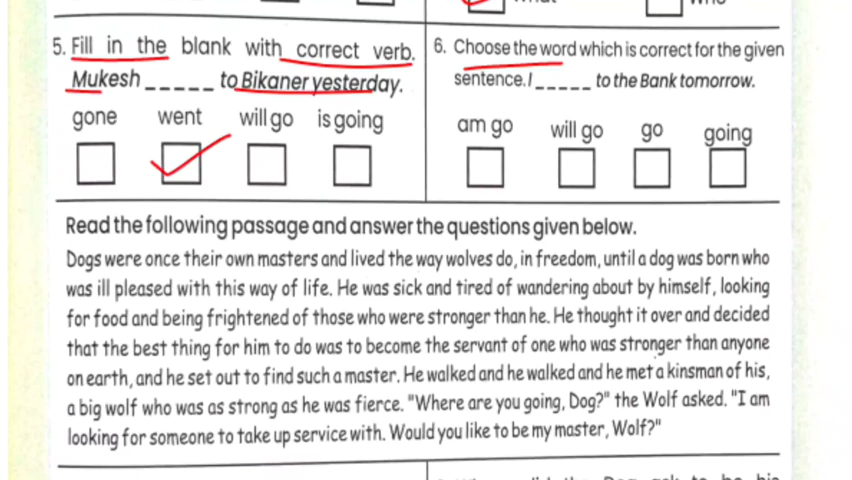 5. Fill in the blank with correct verb.
Mukesh _____ to Bikaner yesterday.
gone went will go is going
6. Choose the word which is correct for the given
sentence. I _____ to the Bank tomorrow.
am go will go go going
Read the following passage and answer the questions given below.
Dogs were once their own masters and lived the way wolves do, in freedom, until a dog was born who
was ill pleased with this way of life. He was sick and tired of wandering about by himself, looking
for food and being frightened of those who were stronger than he. He thought it over and decided
that the best thing for him to do was to become the servant of one who was stronger than anyone
on earth, and he set out to find such a master. He walked and he walked and he met a kinsman of his,
a big wolf who was as strong as he was fierce. "Where are you going, Dog?" the Wolf asked. "I am
looking for someone to take up service with. Would you like to be my master, Wolf?"